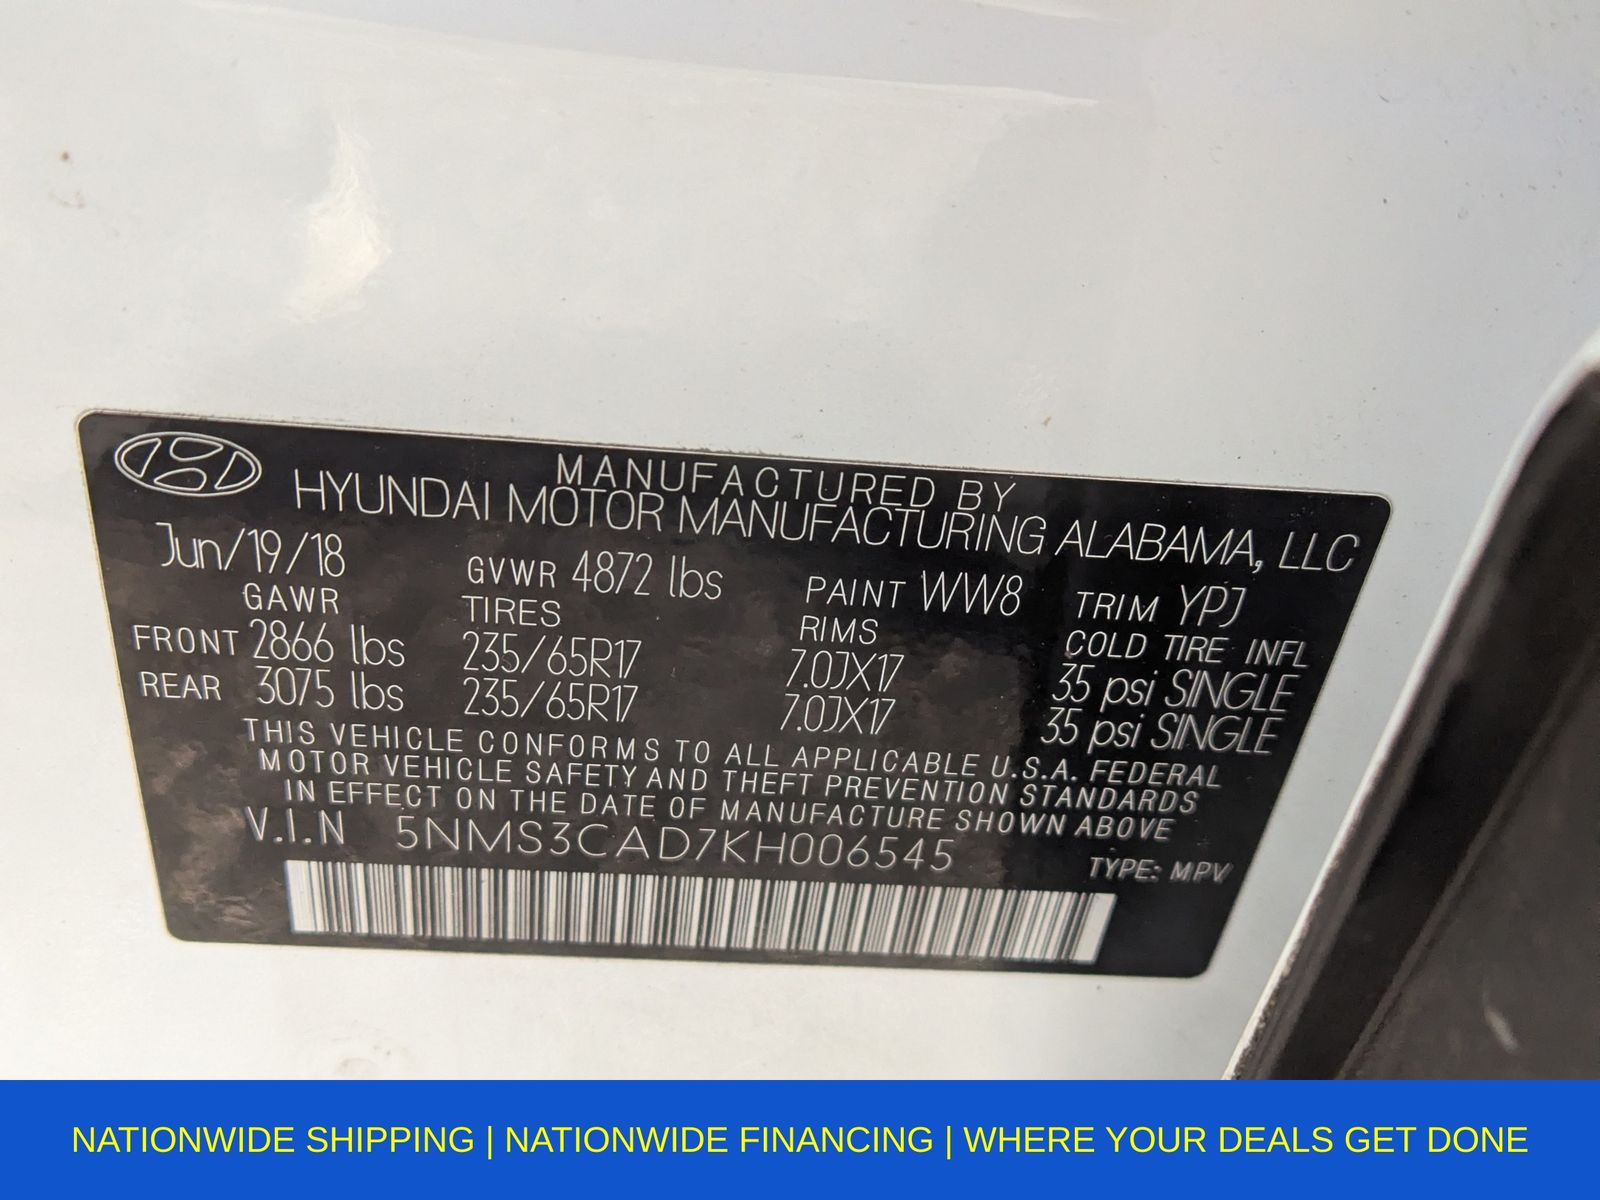 MANUFACTURED BY
HYUNDAI MOTOR MANUFACTURING ALABAMA, LLC
Jun/19/18 GVWR 4872 lbs PAINT WW8 TRIM YPJ
GAWR TIRES RIMS COLD TIRE INFL
FRONT 2866 lbs 235/65R17 7.0JX17 35 psi SINGLE
REAR 3075 lbs 235/65R17 7.0JX17 35 psi SINGLE
THIS VEHICLE CONFORMS TO ALL APPLICABLE U.S.A. FEDERAL
MOTOR VEHICLE SAFETY AND THEFT PREVENTION STANDARDS
IN EFFECT ON THE DATE OF MANUFACTURE SHOWN ABOVE
V.I.N 5NMS3CAD7KH006545
TYPE: MPV
NATIONWIDE SHIPPING | NATIONWIDE FINANCING | WHERE YOUR DEALS GET DONE